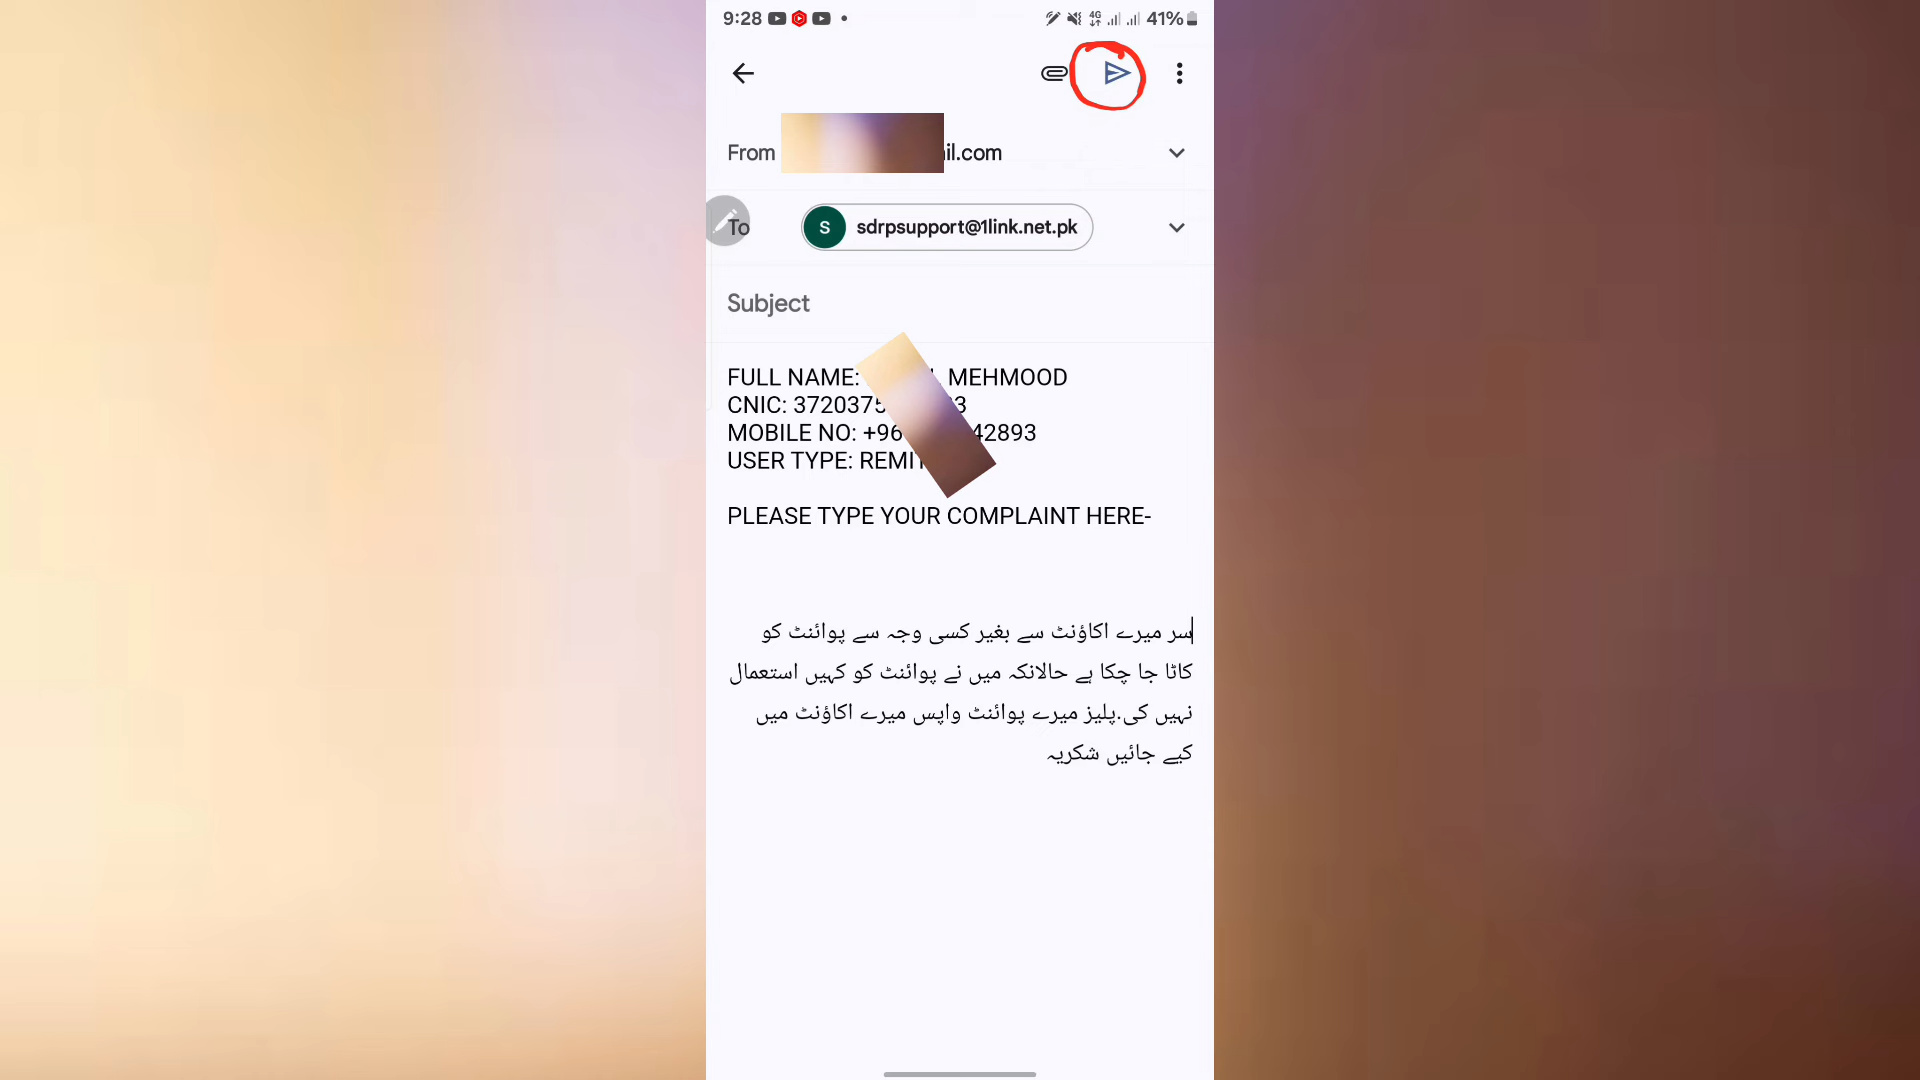 9:28
4G
41%
From il.com
To
S
sdrpsupport@1link.net.pk
Subject
FULL NAME: MEHMOOD
CNIC: 3720375 3
MOBILE NO: +96 42893
USER TYPE: REMIT
PLEASE TYPE YOUR COMPLAINT HERE-
سر میرے اکاؤنٹ سے بغیر کسی وجہ سے پوائنٹ کو
کاٹا جا چکا ہے حالانکہ میں نے پوائنٹ کو کہیں استعمال
نہیں کی.پلیز میرے پوائنٹ واپس میرے اکاؤنٹ میں
کیے جائیں شکریہ